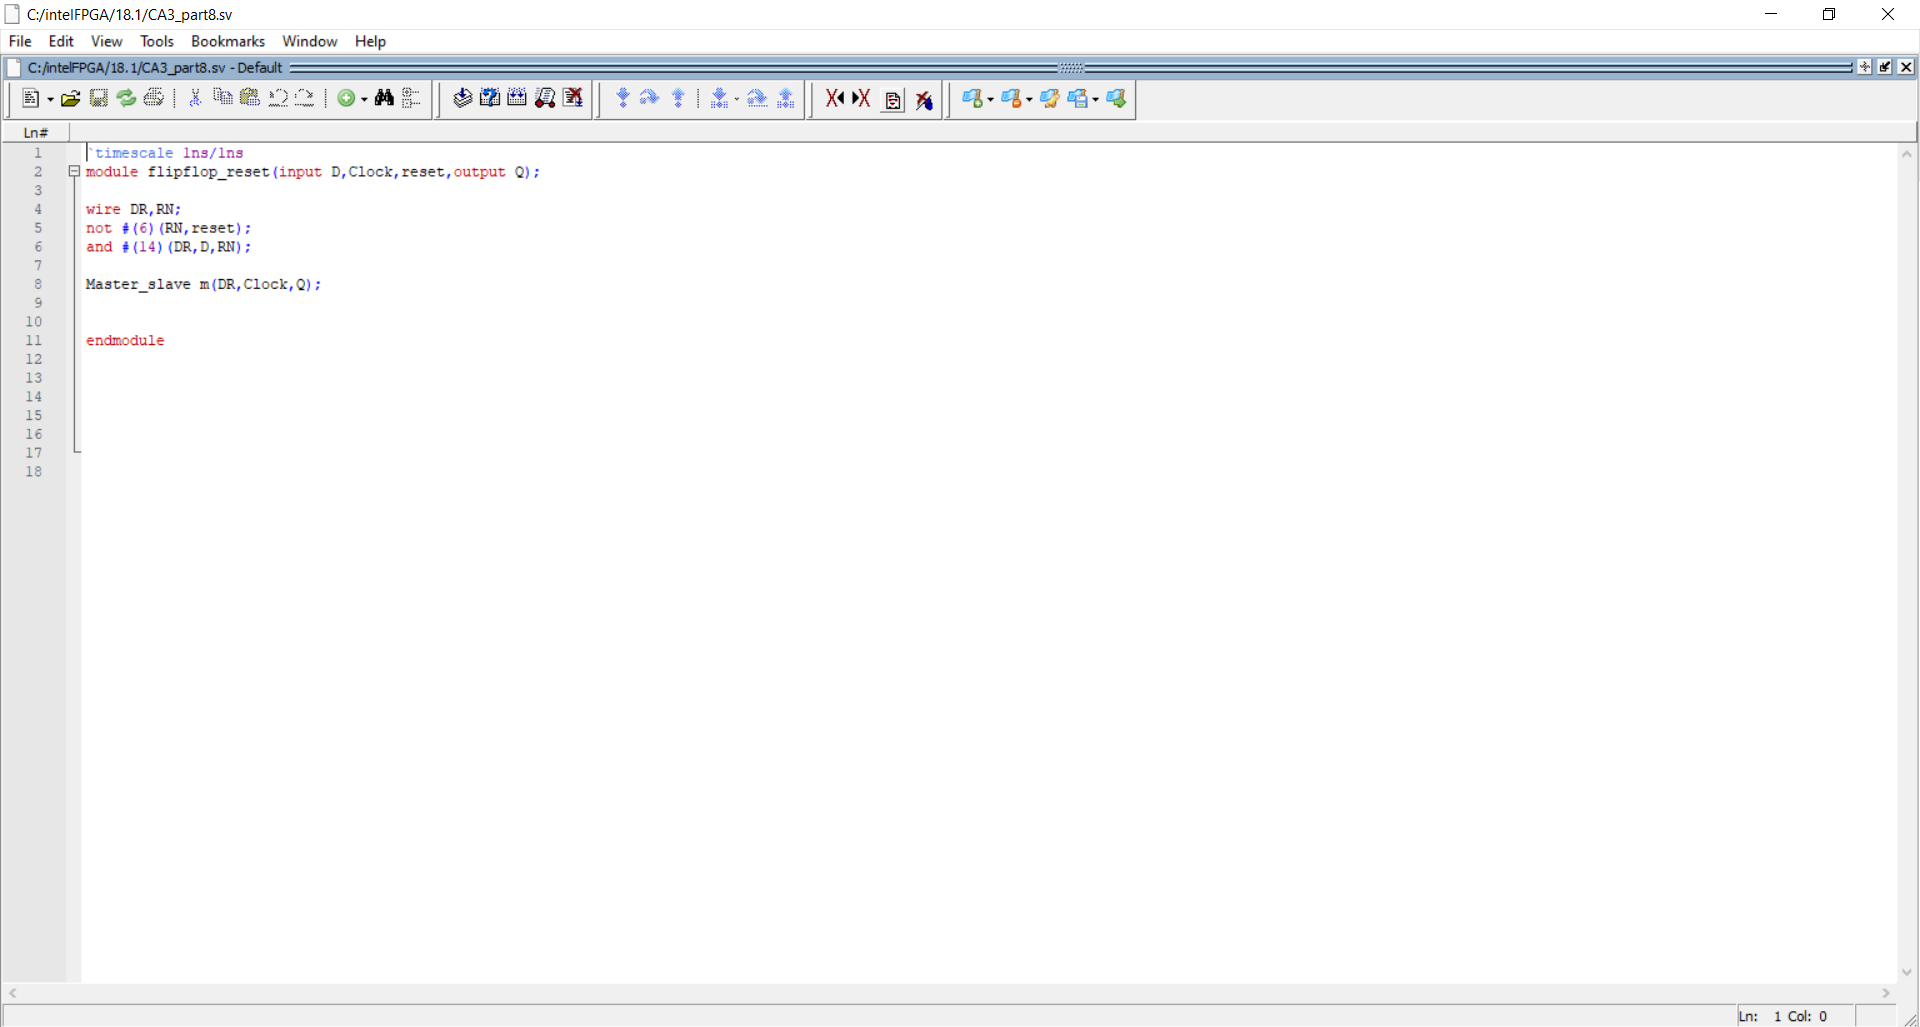 C:/intelFPGA/18.1/CA3_part8.sv
File Edit View Tools Bookmarks Window Help
C:/intelFPGA/18.1/CA3_part8.sv - Default
Ln#
1 `timescale 1ns/1ns
2 module flipflop_reset(input D,Clock,reset,output Q);
3
4 wire DR,RN;
5 not #(6)(RN,reset);
6 and #(14)(DR,D,RN);
7
8 Master_slave m(DR,Clock,Q);
9
10
11 endmodule
12
13
14
15
16
17
18
Ln: 1 Col: 0